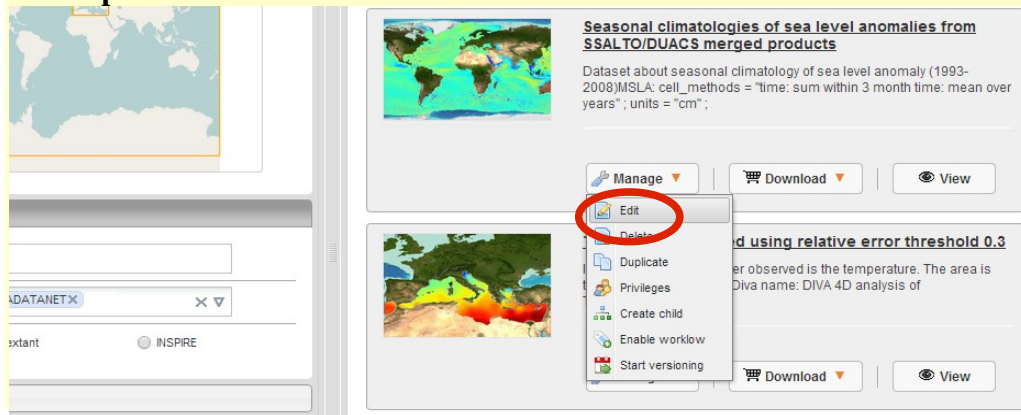 Seasonal climatologies of sea level anomalies from
SSALTO/DUACS merged products
Dataset about seasonal climatology of sea level anomaly (1993-
2008)MSLA: cell_methods = "time: sum within 3 month time: mean over
years" ; units = "cm" ;
Manage Download View
Edit
Delete
Duplicate
Privileges
Create child
Enable worklow
Start versioning
d using relative error threshold 0.3
er observed is the temperature. The area is
Diva name: DIVA 4D analysis of
Download View
ADATANET
extant INSPIRE